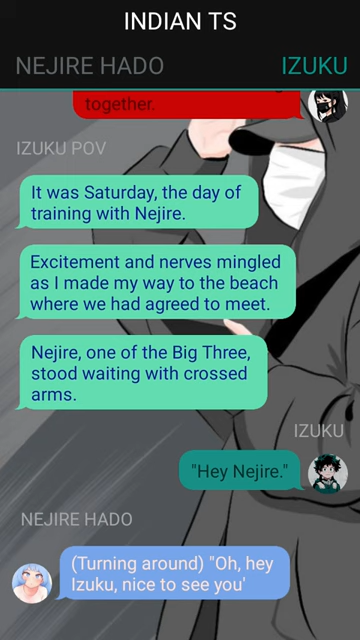 INDIAN TS
NEJIRE HADO
IZUKU
together.
IZUKU POV
It was Saturday, the day of
training with Nejire.
Excitement and nerves mingled
as I made my way to the beach
where we had agreed to meet.
Nejire, one of the Big Three,
stood waiting with crossed
arms.
IZUKU
"Hey Nejire."
NEJIRE HADO
(Turning around) "Oh, hey
Izuku, nice to see you'